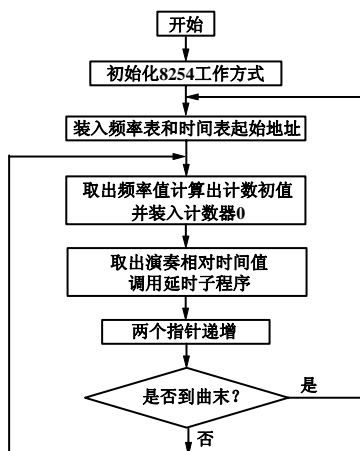 开始
初始化8254工作方式
装入频率表和时间表起始地址
取出频率值计算出计数初值
并装入计数器0
取出演奏相对时间值
调用延时子程序
两个指针递增
是否到曲末?
是
否